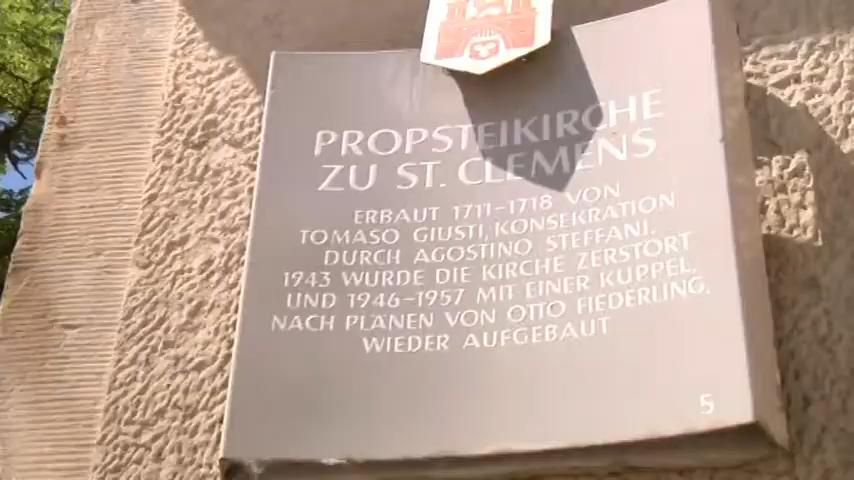 PROPSTEIKIRCHE
ZU ST. CLEMENS
ERBAUT 1711-1718 VON
TOMASO GIUSTI, KONSEKRATION
DURCH AGOSTINO STEFFANI.
1943 WURDE DIE KIRCHE ZERSTÖRT
UND 1946-1957 MIT EINER KUPPEL
NACH PLÄNEN VON OTTO FIEDERLING.
WIEDER AUFGEBAUT
5